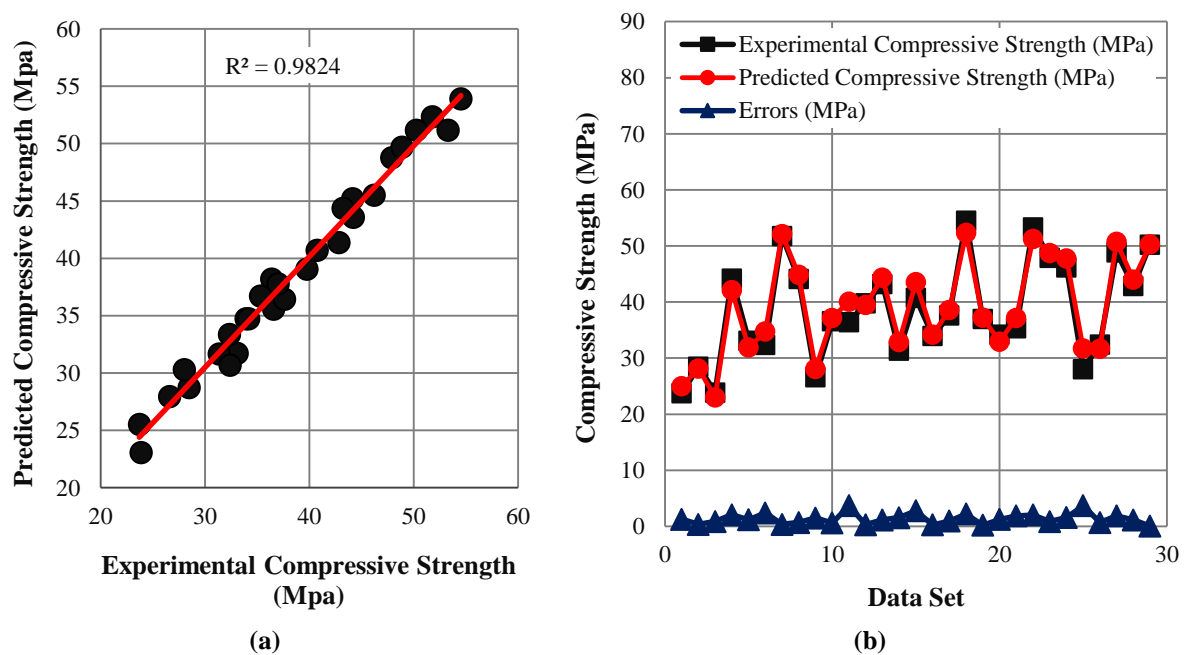 Predicted Compressive Strength (Mpa)
60
55
50
45
40
35
30
25
20
R² = 0.9824
20 30 40 50 60
Experimental Compressive Strength
(Mpa)
(a)
Compressive Strength (MPa)
90
80
70
60
50
40
30
20
10
0
Experimental Compressive Strength (MPa)
Predicted Compressive Strength (MPa)
Errors (MPa)
0 10 20 30
Data Set
(b)